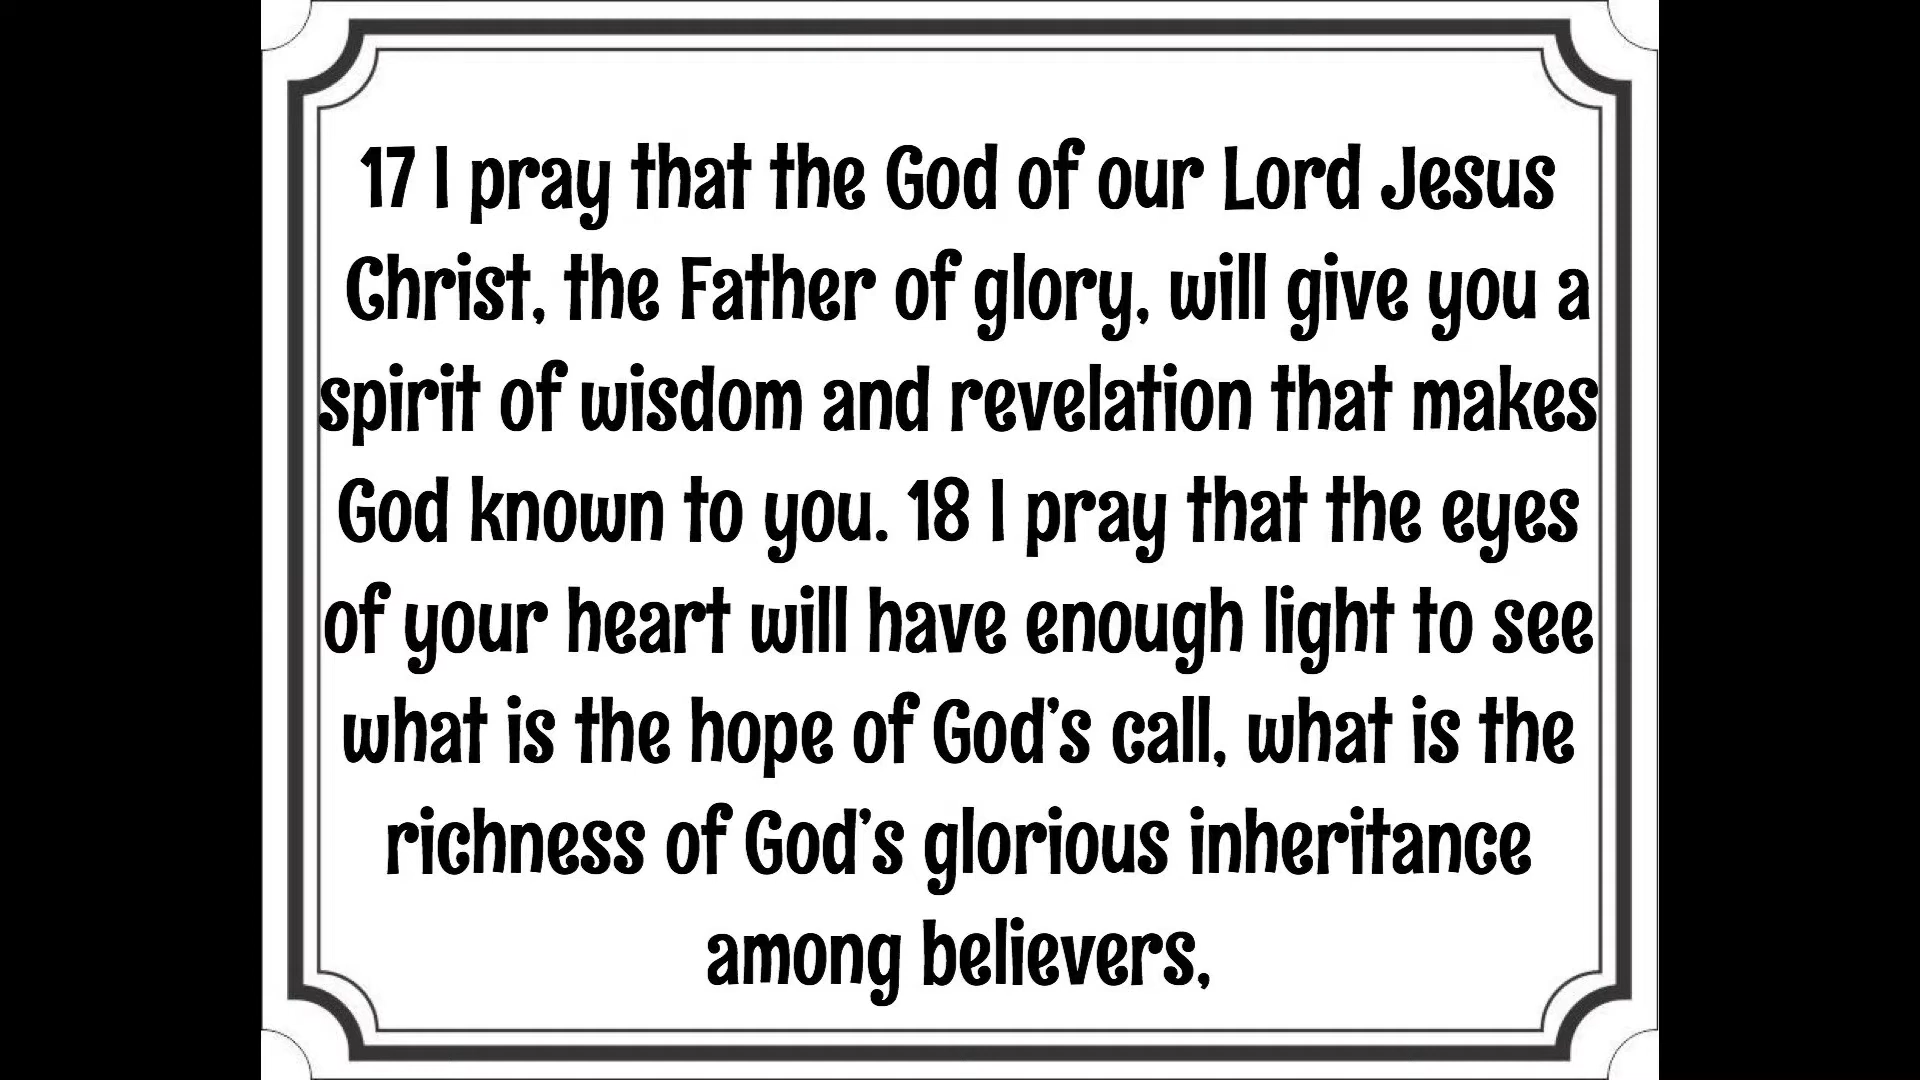 17 I pray that the God of our Lord Jesus
Christ, the Father of glory, will give you a
spirit of wisdom and revelation that makes
God known to you. 18 I pray that the eyes
of your heart will have enough light to see
what is the hope of God’s call, what is the
richness of God’s glorious inheritance
among believers,